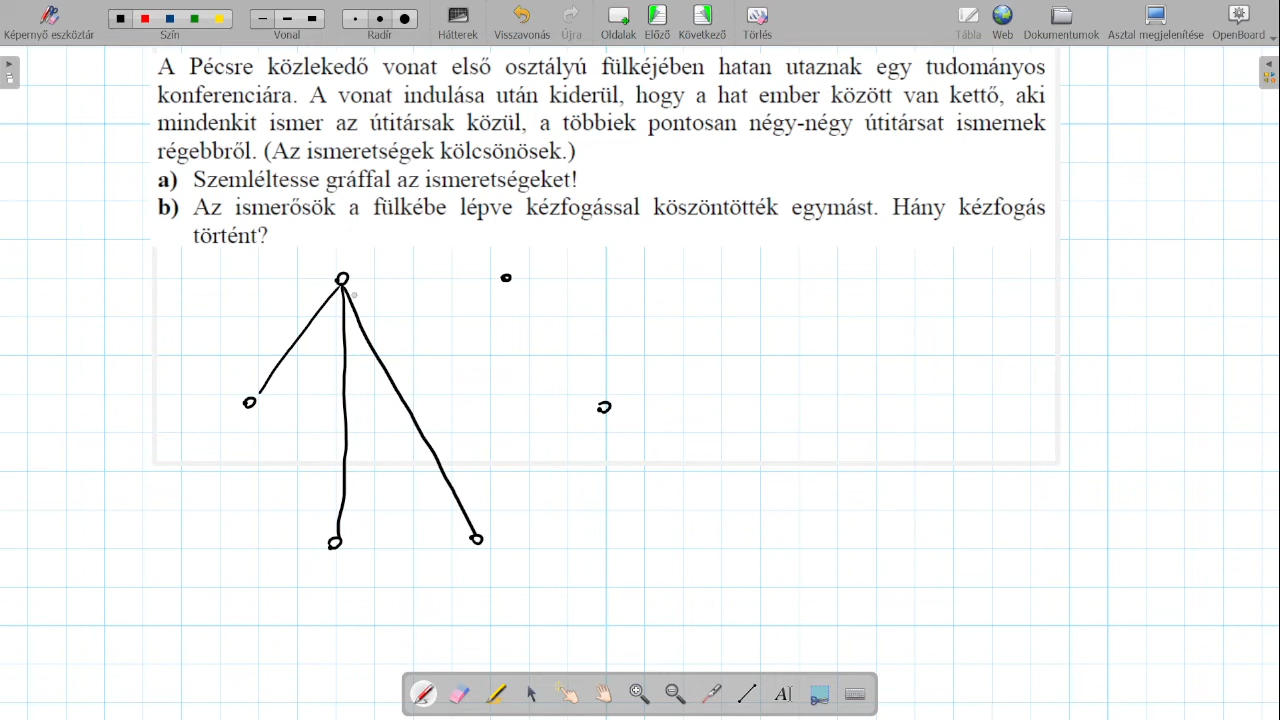 Képernyő eszköztár Szín Vonal Radír Hátterek Visszavonás Újra Oldalak Előző Következő Törlés Tábla Web Dokumentumok Asztal megjelenítése OpenBoard
A Pécsre közlekedő vonat első osztályú fülkéjében hatan utaznak egy tudományos
konferenciára. A vonat indulása után kiderül, hogy a hat ember között van kettő, aki
mindenkit ismer az útitársak közül, a többiek pontosan négy-négy útitársat ismernek
régebbről. (Az ismeretségek kölcsönösek.)
a) Szemléltesse gráffal az ismeretségeket!
b) Az ismerősök a fülkébe lépve kézfogással köszöntötték egymást. Hány kézfogás
történt?
AI